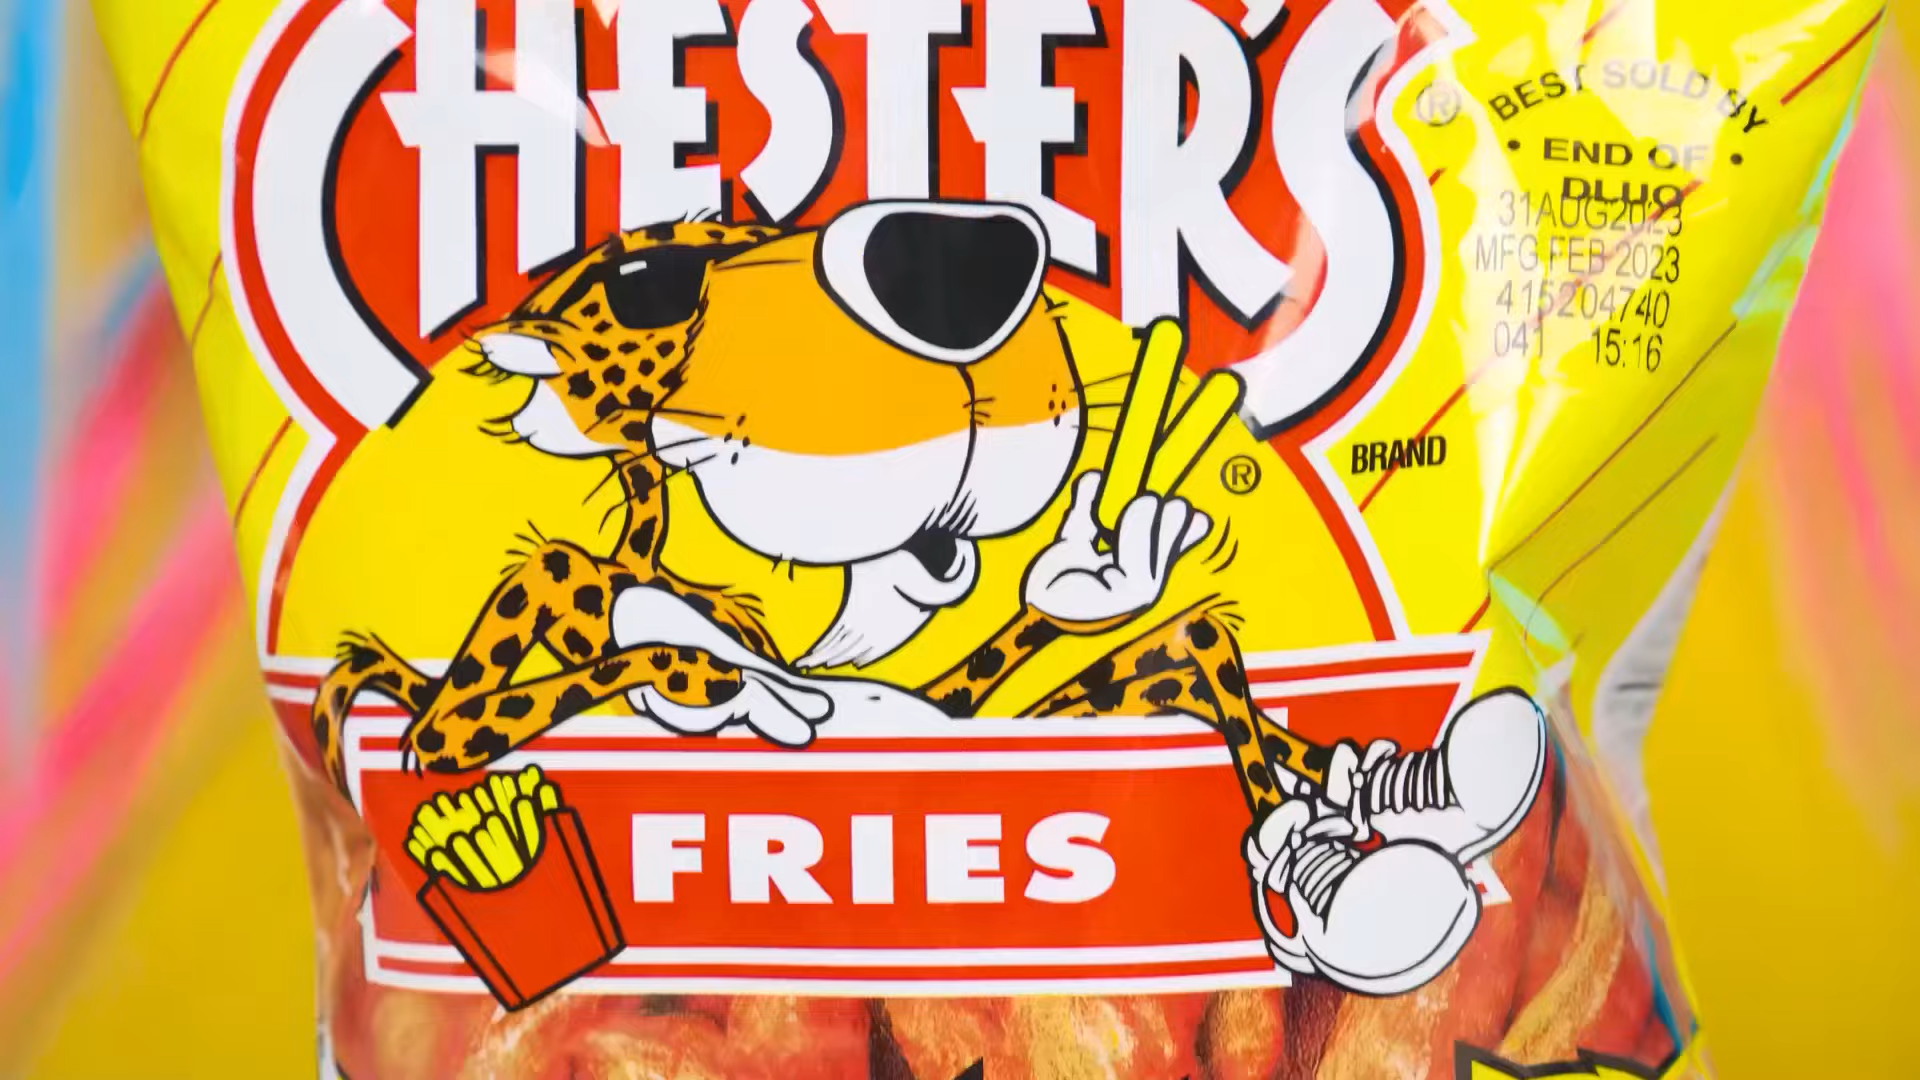 CHESTER'S
®
BEST SOLD BY
• END OF •
DLUO
31AUG2023
MFG FEB 2023
415204740
041 15:16
BRAND
®
FRIES